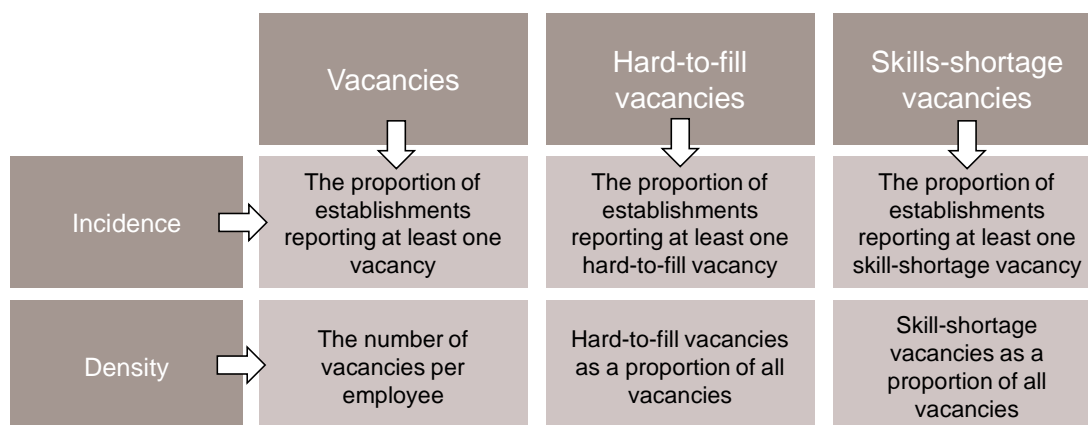 Vacancies
Hard-to-fill
vacancies
Skills-shortage
vacancies
Incidence
The proportion of
establishments
reporting at least one
vacancy
The proportion of
establishments
reporting at least one
hard-to-fill vacancy
The proportion of
establishments
reporting at least one
skill-shortage vacancy
Density
The number of
vacancies per
employee
Hard-to-fill vacancies
as a proportion of all
vacancies
Skill-shortage
vacancies as a
proportion of all
vacancies